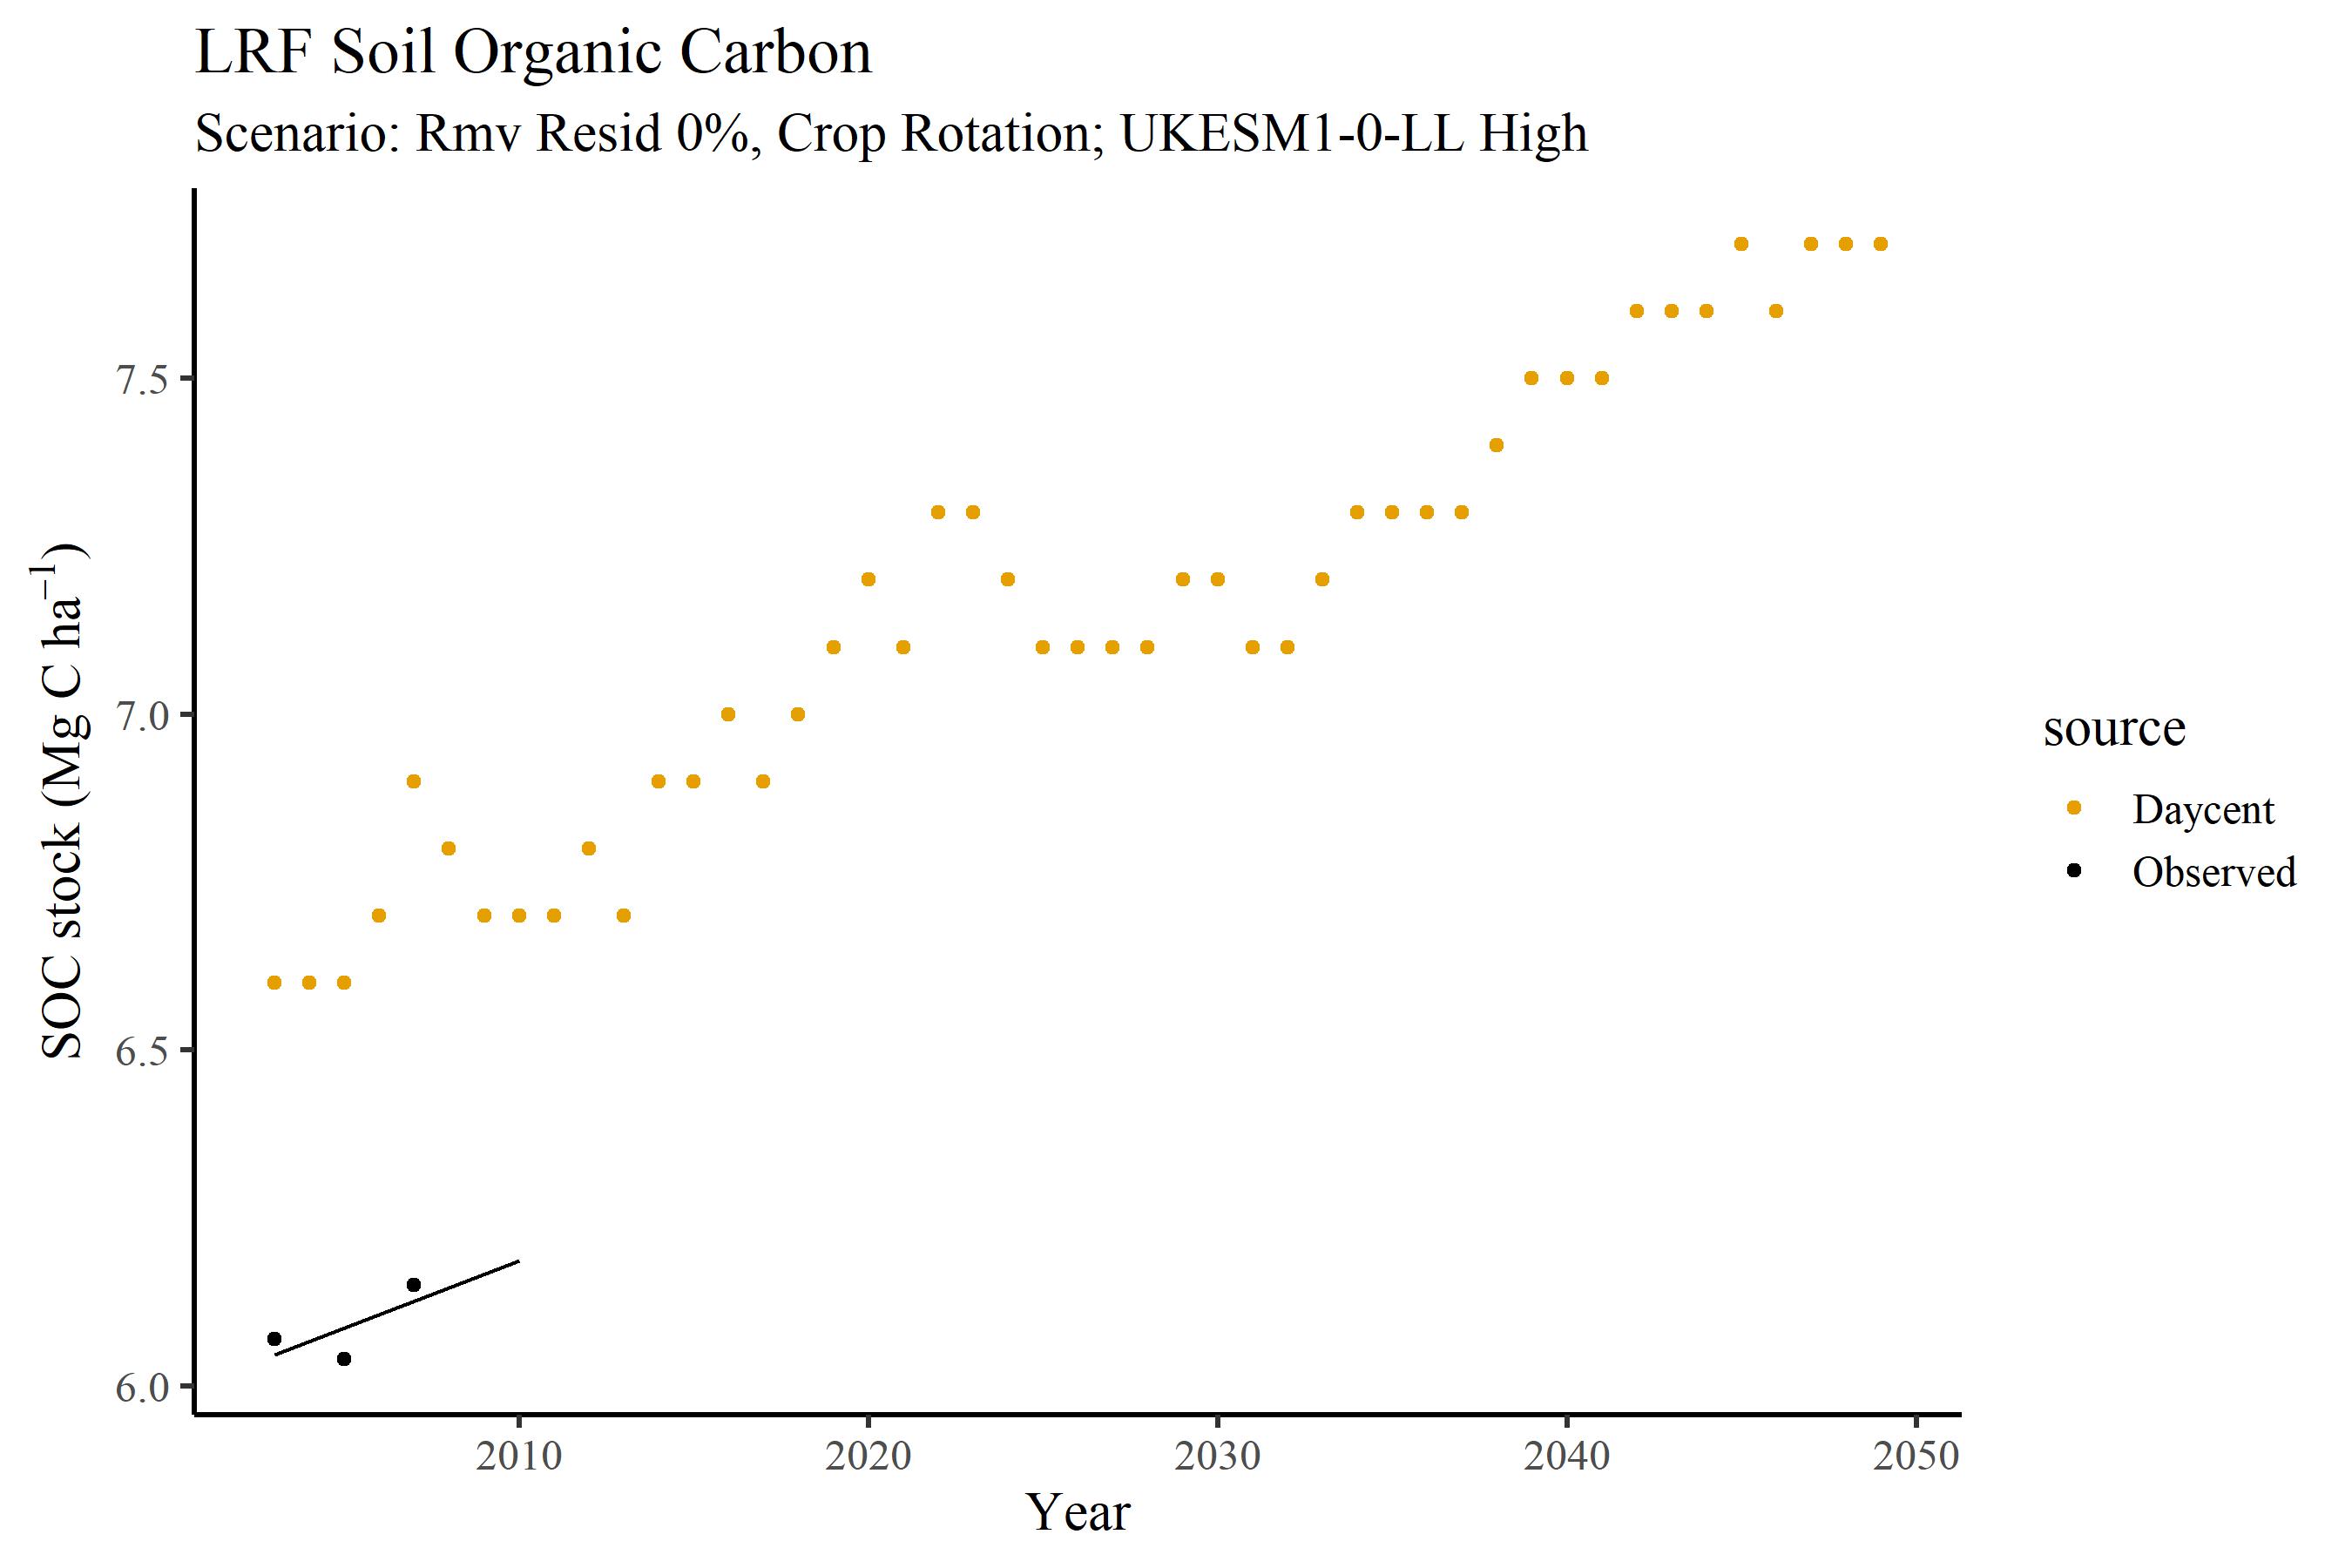 LRF Soil Organic Carbon
Scenario: Rmv Resid 0%, Crop Rotation; UKESM1-0-LL High
SOC stock (Mg C ha⁻¹)
7.5
7.0
6.5
6.0
2010 2020 2030 2040 2050
Year
source
Daycent
Observed